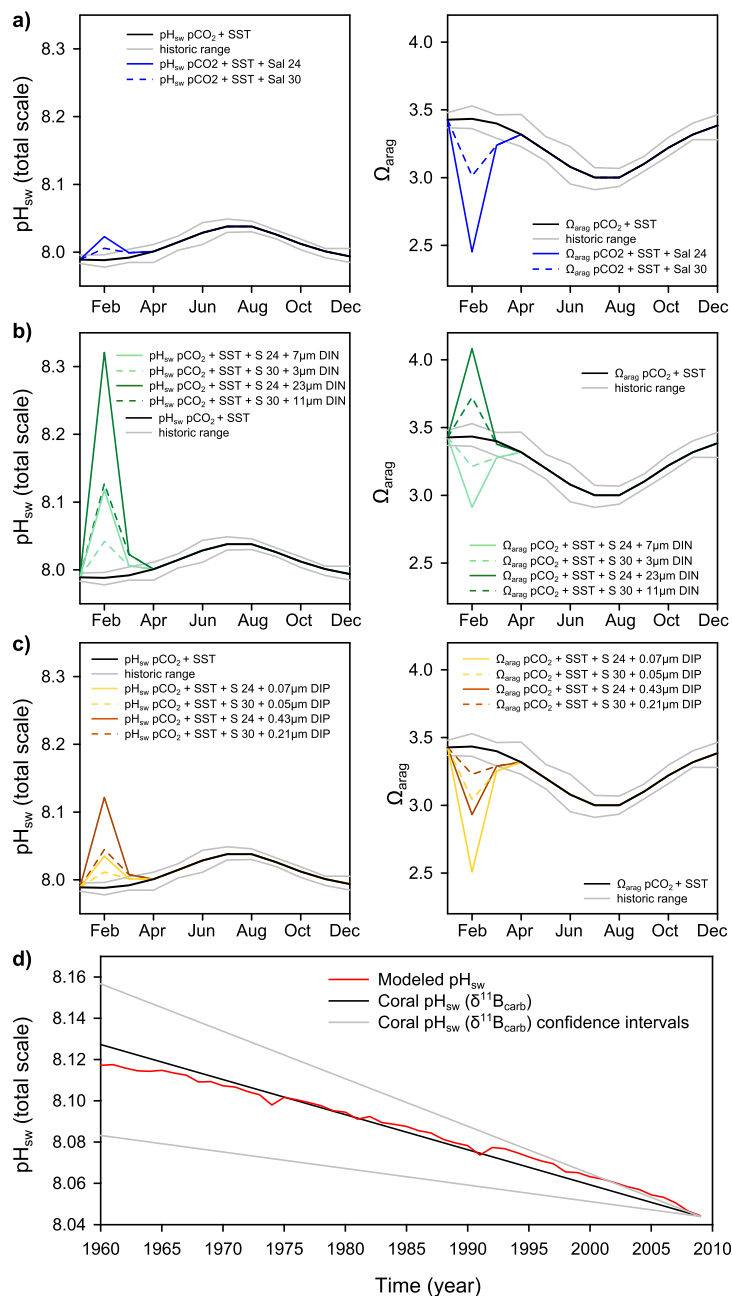 a)
pHsw (total scale)
8.3
8.2
8.1
8.0
pHsw pCO2 + SST
historic range
pHsw pCO2 + SST + Sal 24
pHsw pCO2 + SST + Sal 30
Feb Apr Jun Aug Oct Dec
Ωarag
4.0
3.5
3.0
2.5
Ωarag pCO2 + SST
historic range
Ωarag pCO2 + SST + Sal 24
Ωarag pCO2 + SST + Sal 30
Feb Apr Jun Aug Oct Dec
b)
pHsw (total scale)
8.3
8.2
8.1
8.0
pHsw pCO2 + SST + S 24 + 7µm DIN
pHsw pCO2 + SST + S 30 + 3µm DIN
pHsw pCO2 + SST + S 24 + 23µm DIN
pHsw pCO2 + SST + S 30 + 11µm DIN
pHsw pCO2 + SST
historic range
Feb Apr Jun Aug Oct Dec
Ωarag
4.0
3.5
3.0
2.5
Ωarag pCO2 + SST
historic range
Ωarag pCO2 + SST + S 24 + 7µm DIN
Ωarag pCO2 + SST + S 30 + 3µm DIN
Ωarag pCO2 + SST + S 24 + 23µm DIN
Ωarag pCO2 + SST + S 30 + 11µm DIN
Feb Apr Jun Aug Oct Dec
c)
pHsw (total scale)
8.3
8.2
8.1
8.0
pHsw pCO2 + SST
historic range
pHsw pCO2 + SST + S 24 + 0.07µm DIP
pHsw pCO2 + SST + S 30 + 0.05µm DIP
pHsw pCO2 + SST + S 24 + 0.43µm DIP
pHsw pCO2 + SST + S 30 + 0.21µm DIP
Feb Apr Jun Aug Oct Dec
Ωarag
4.0
3.5
3.0
2.5
Ωarag pCO2 + SST + S 24 + 0.07µm DIP
Ωarag pCO2 + SST + S 30 + 0.05µm DIP
Ωarag pCO2 + SST + S 24 + 0.43µm DIP
Ωarag pCO2 + SST + S 30 + 0.21µm DIP
Ωarag pCO2 + SST
historic range
Feb Apr Jun Aug Oct Dec
d)
pHsw (total scale)
8.16
8.14
8.12
8.10
8.08
8.06
8.04
Modeled pHsw
Coral pHsw (δ11Bcarb)
Coral pHsw (δ11Bcarb) confidence intervals
1960 1965 1970 1975 1980 1985 1990 1995 2000 2005 2010
Time (year)